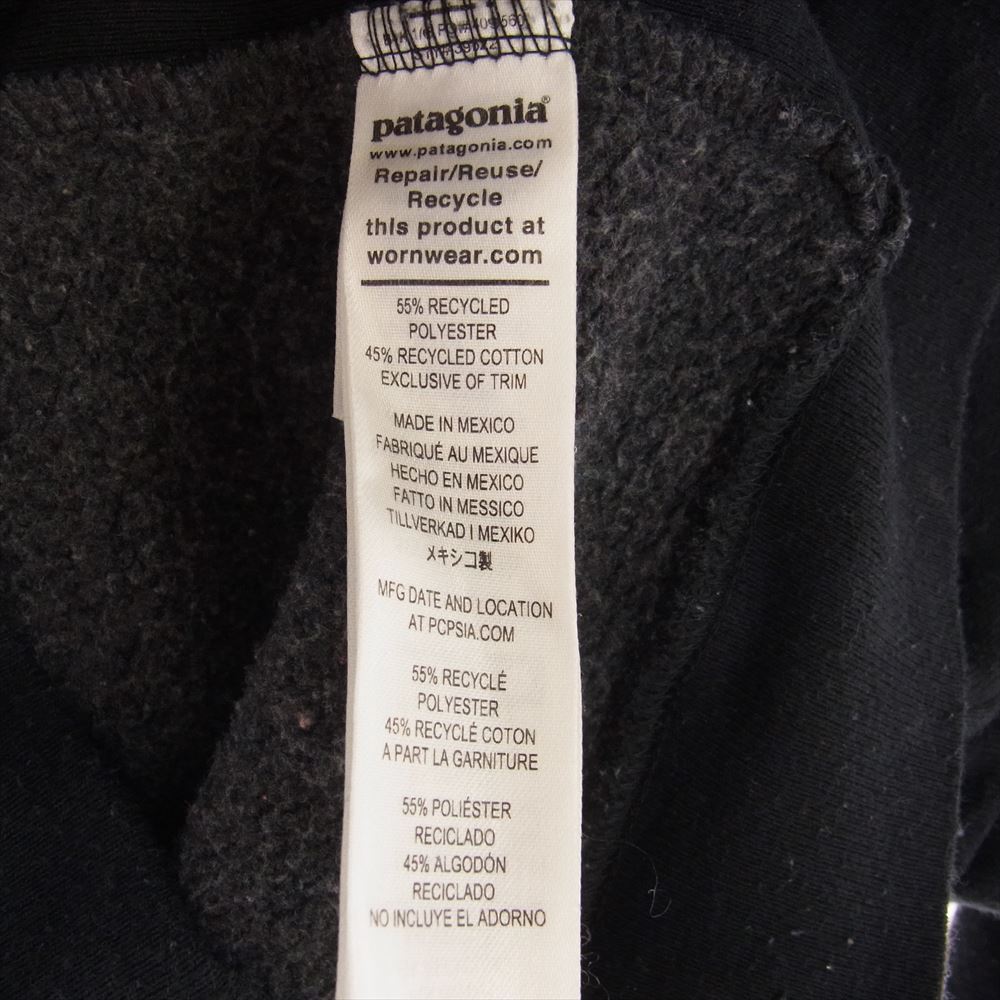 patagonia®
www.patagonia.com
Repair/Reuse/
Recycle
this product at
wornwear.com
55% RECYCLED
POLYESTER
45% RECYCLED COTTON
EXCLUSIVE OF TRIM
MADE IN MEXICO
FABRIQUÉ AU MEXIQUE
HECHO EN MEXICO
FATTO IN MESSICO
TILLVERKAD I MEXIKO
メキシコ製
MFG DATE AND LOCATION
AT PCPSIA.COM
55% RECYCLÉ
POLYESTER
45% RECYCLÉ COTON
A PART LA GARNITURE
55% POLIÉSTER
RECICLADO
45% ALGODÓN
RECICLADO
NO INCLUYE EL ADORNO